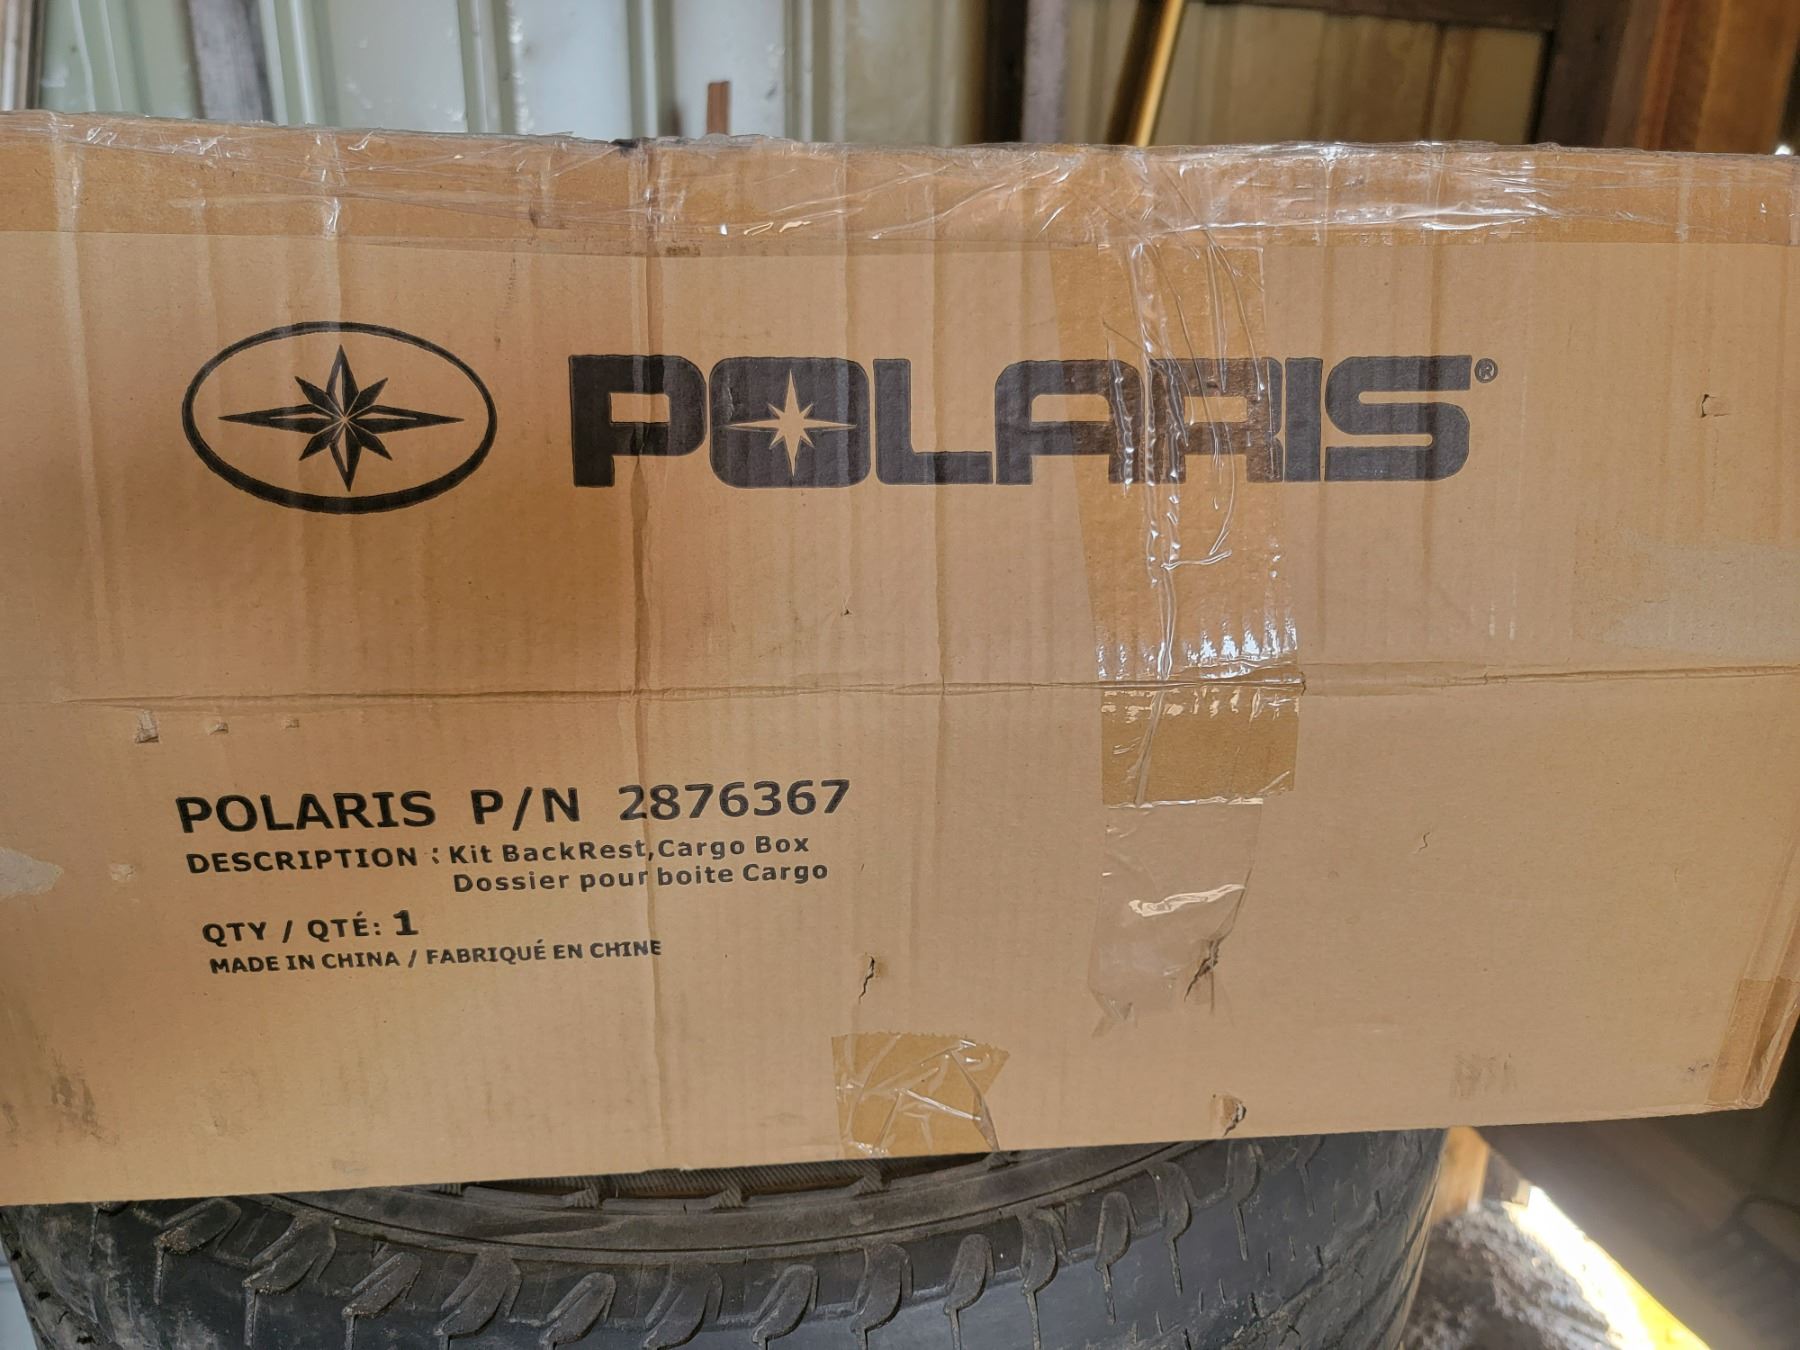 POLARIS®
POLARIS P/N 2876367
DESCRIPTION : Kit BackRest,Cargo Box
Dossier pour boite Cargo
QTY / QTÉ: 1
MADE IN CHINA / FABRIQUÉ EN CHINE